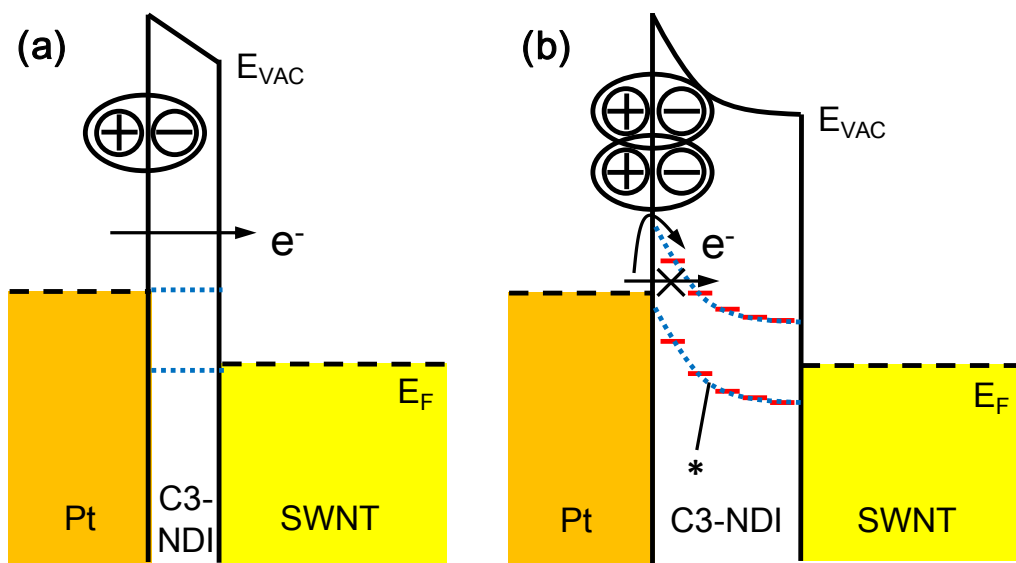 (a)
E_VAC
+ −
e-
E_F
Pt
C3-
NDI
SWNT
(b)
E_VAC
+ −
+ −
e-
E_F
*
Pt
C3-NDI
SWNT